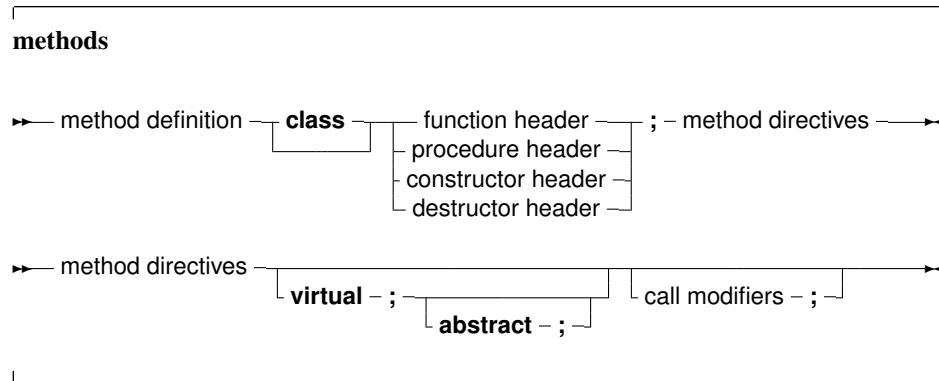 methods
method definition class function header ; method directives
procedure header
constructor header
destructor header
method directives
virtual ; call modifiers ;
abstract ;